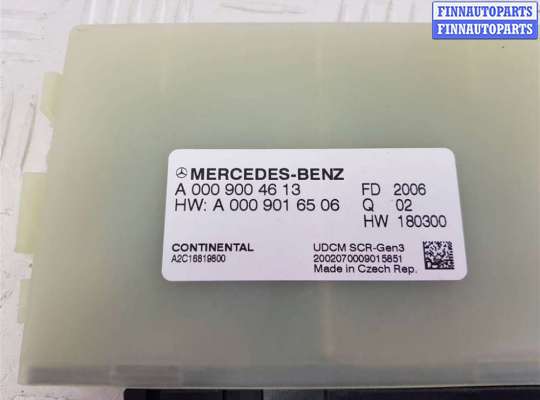 FINNAUTOPARTS
FINNAUTOPARTS
MERCEDES-BENZ
A 000 900 46 13 FD 2006
HW: A 000 901 65 06 Q 02
HW 180300
CONTINENTAL UDCM SCR-Gen3
A2C16819800 2002070009015851
Made in Czech Rep.